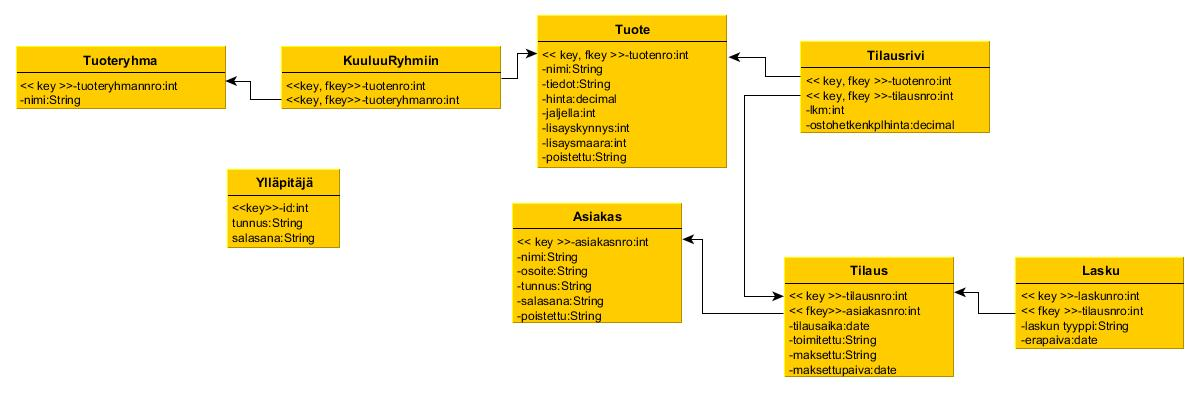 Tuoteryhma
<< key >>-tuoteryhmannro:int
-nimi:String
KuuluuRyhmiin
<<key, fkey>>-tuotenro:int
<<key, fkey>>-tuoteryhmanro:int
Tuote
<< key, fkey >>-tuotenro:int
-nimi:String
-tiedot:String
-hinta:decimal
-jaljella:int
-lisayskynnys:int
-lisaysmaara:int
-poistettu:String
Tilausrivi
<< key, fkey >>-tuotenro:int
<< key, fkey >>-tilausnro:int
-lkm:int
-ostohetkenkplhinta:decimal
Ylläpitäjä
<<key>>-id:int
tunnus:String
salasana:String
Asiakas
<< key >>-asiakasnro:int
-nimi:String
-osoite:String
-tunnus:String
-salasana:String
-poistettu:String
Tilaus
<< key >>-tilausnro:int
<< fkey>>-asiakasnro:int
-tilausaika:date
-toimitettu:String
-maksettu:String
-maksettupaiva:date
Lasku
<< key >>-laskunro:int
<< fkey >>-tilausnro:int
-laskun tyyppi:String
-erapaiva:date